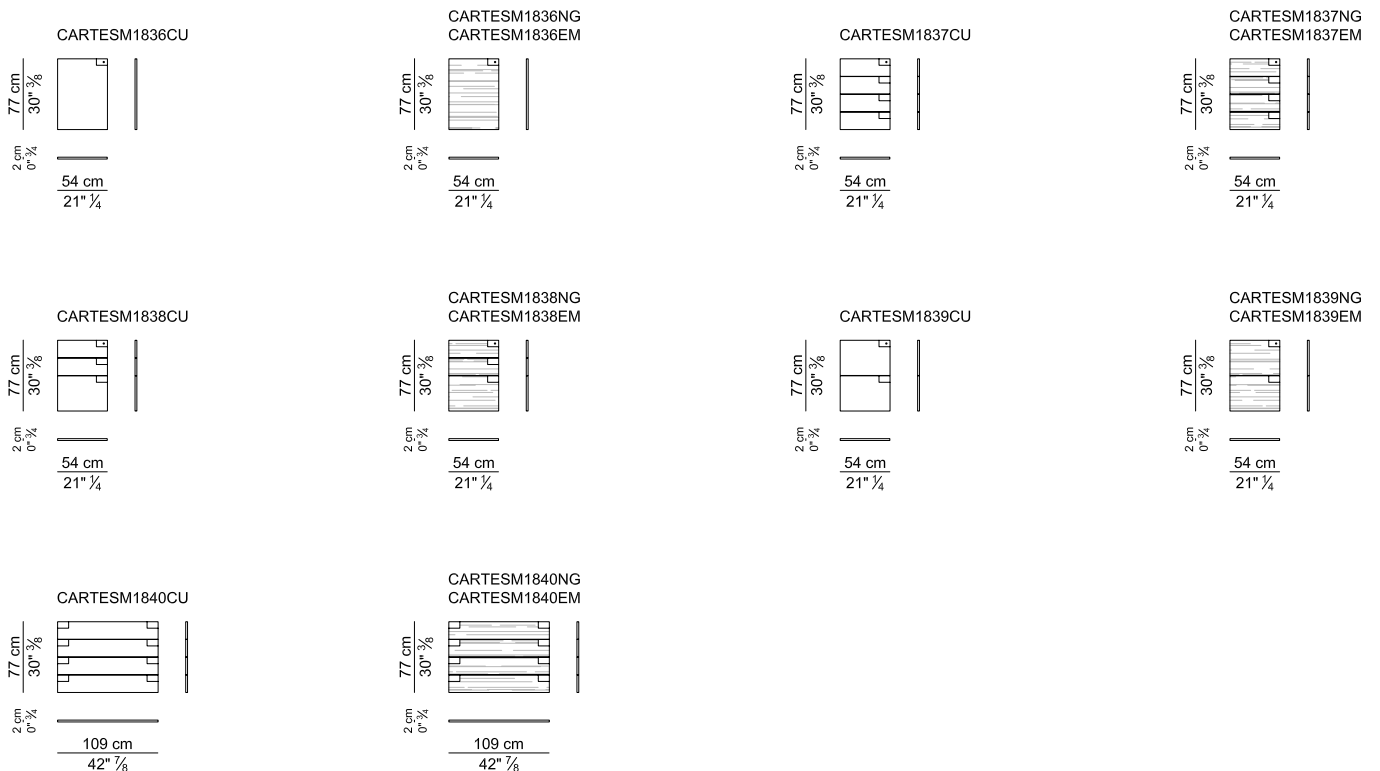 CARTESM1836CU
77 cm
30" 3/8
2 cm
0" 3/4
54 cm
21" 1/4
CARTESM1836NG
CARTESM1836EM
77 cm
30" 3/8
2 cm
0" 3/4
54 cm
21" 1/4
CARTESM1837CU
77 cm
30" 3/8
2 cm
0" 3/4
54 cm
21" 1/4
CARTESM1837NG
CARTESM1837EM
77 cm
30" 3/8
2 cm
0" 3/4
54 cm
21" 1/4
CARTESM1838CU
77 cm
30" 3/8
2 cm
0" 3/4
54 cm
21" 1/4
CARTESM1838NG
CARTESM1838EM
77 cm
30" 3/8
2 cm
0" 3/4
54 cm
21" 1/4
CARTESM1839CU
77 cm
30" 3/8
2 cm
0" 3/4
54 cm
21" 1/4
CARTESM1839NG
CARTESM1839EM
77 cm
30" 3/8
2 cm
0" 3/4
54 cm
21" 1/4
CARTESM1840CU
77 cm
30" 3/8
2 cm
0" 3/4
109 cm
42" 7/8
CARTESM1840NG
CARTESM1840EM
77 cm
30" 3/8
2 cm
0" 3/4
109 cm
42" 7/8